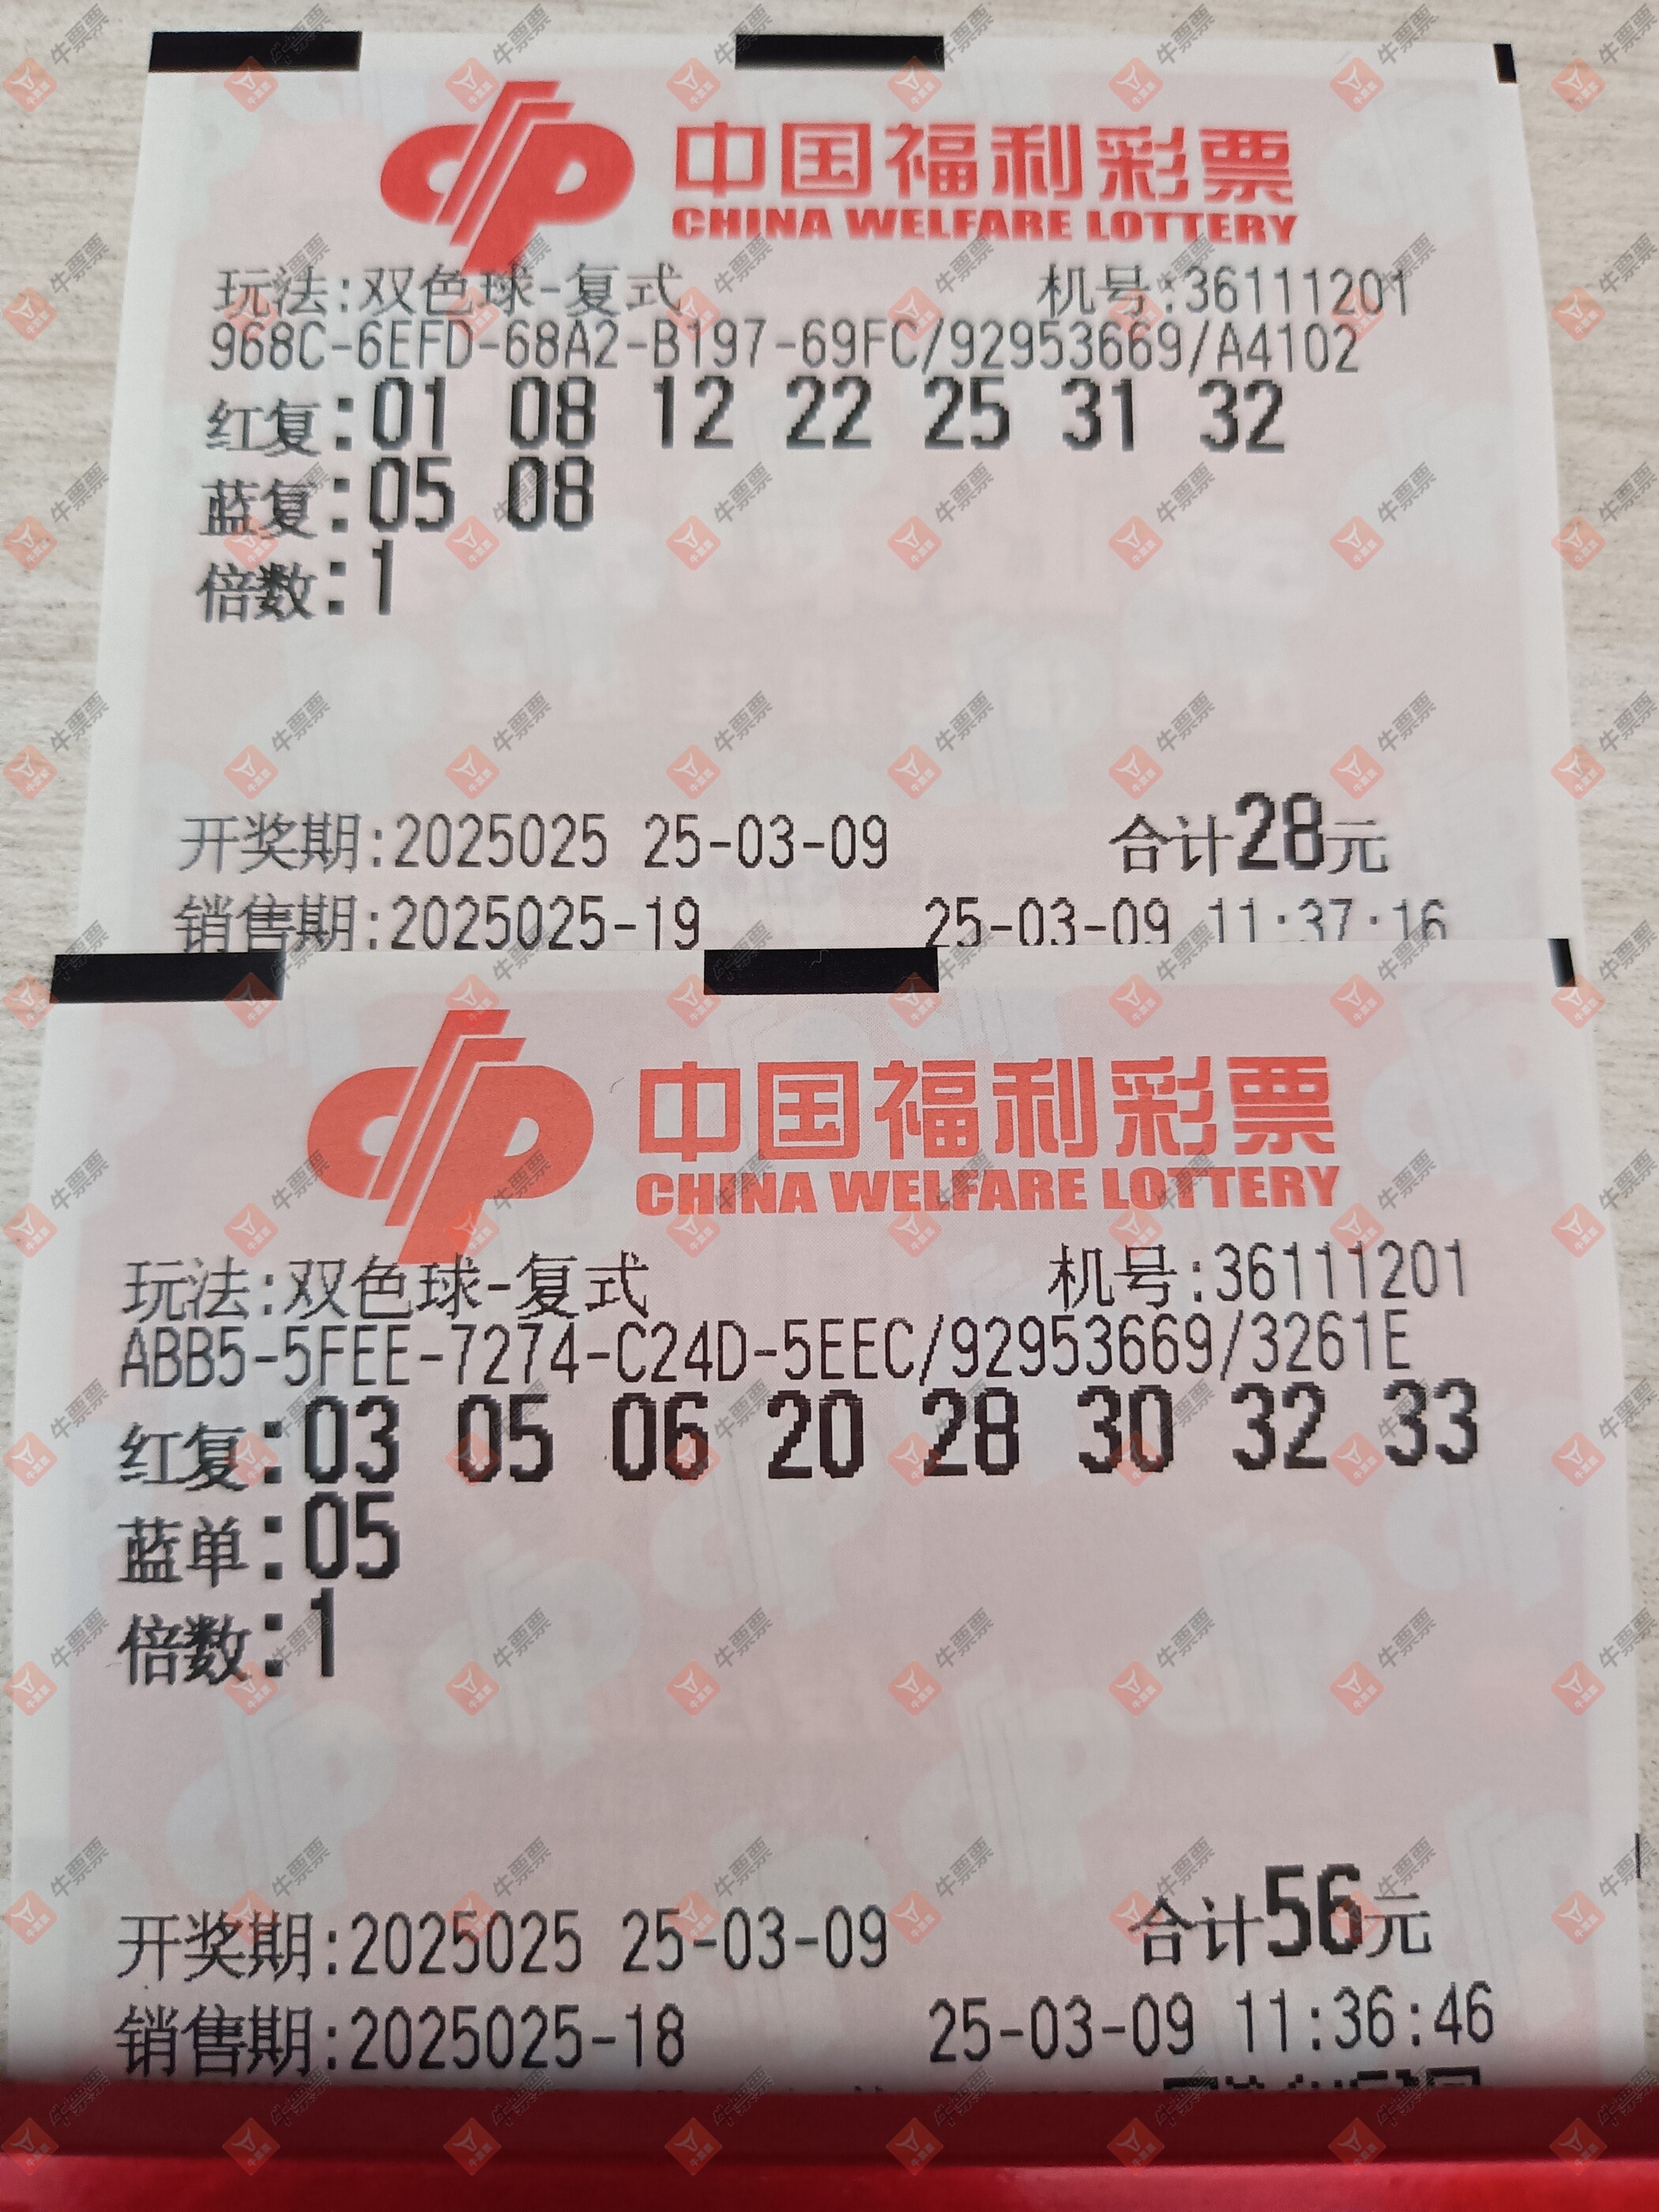 中国福利彩票
CHINA WELFARE LOTTERY
玩法:双色球-复式 机号:36111201
968C-6EFD-68A2-B197-69FC/92953669/A4102
红复:01 08 12 22 25 31 32
蓝复:05 08
倍数:1
开奖期:2025025 25-03-09 合计28元
销售期:2025025-19 25-03-09 11:37:16
中国福利彩票
CHINA WELFARE LOTTERY
玩法:双色球-复式 机号:36111201
ABB5-5FEE-7274-C24D-5EEC/92953669/3261E
红复:03 05 06 20 28 30 32 33
蓝单:05
倍数:1
开奖期:2025025 25-03-09 合计56元
销售期:2025025-18 25-03-09 11:36:46
牛票票